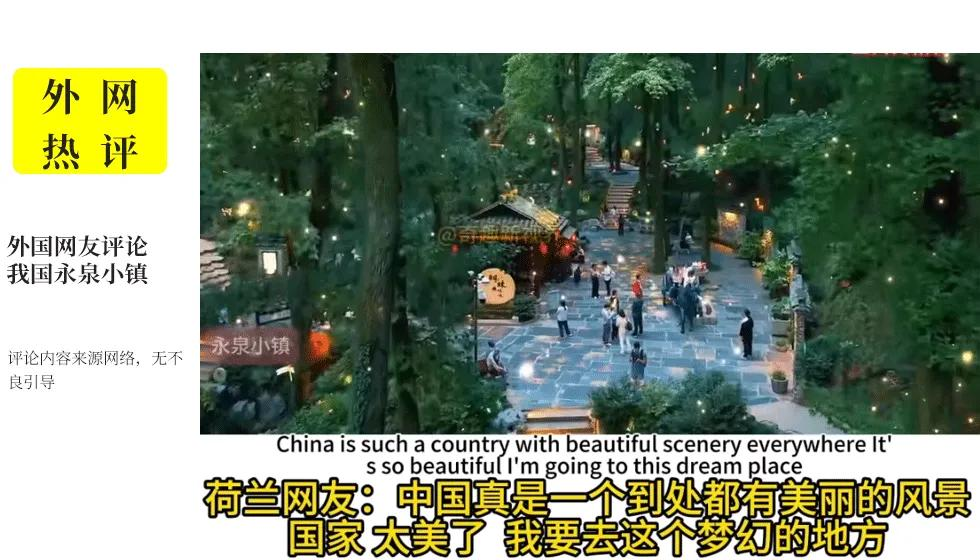 外网
热评
外国网友评论
我国永泉小镇
评论内容来源网络，无不
良引导
永泉小镇
China is such a country with beautiful scenery everywhere It'
s so beautiful I'm going to this dream place
荷兰网友：中国真是一个到处都有美丽的风景
国家 太美了 我要去这个梦幻的地方